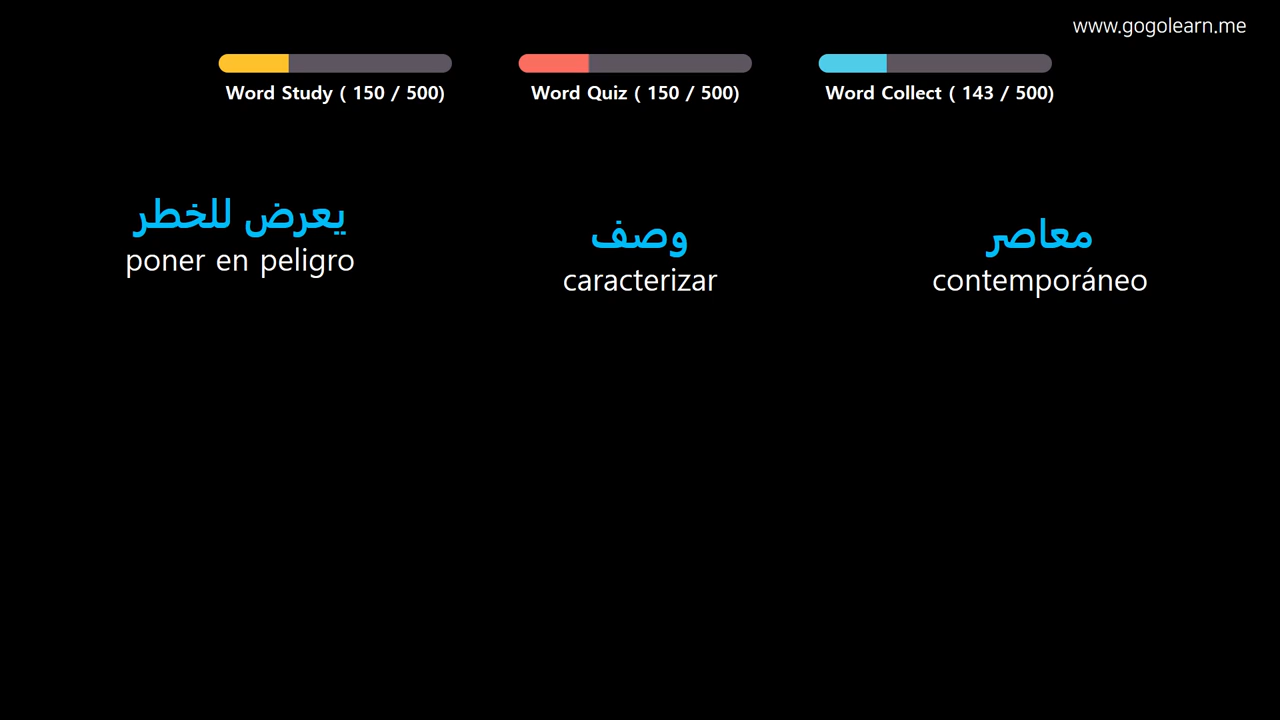 www.gogolearn.me
Word Study ( 150 / 500)
Word Quiz ( 150 / 500)
Word Collect ( 143 / 500)
يعرض للخطر
poner en peligro
وصف
caracterizar
معاصر
contemporáneo